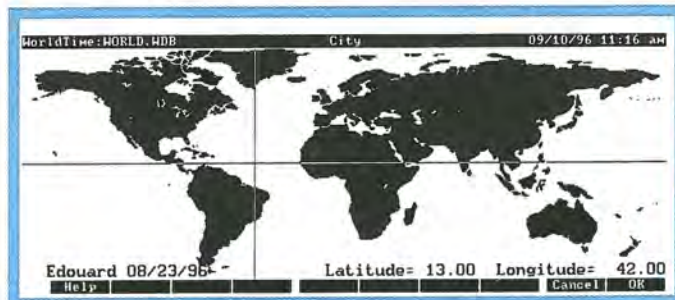 WorldTime:WORLD.WDB City 09/10/96 11:16 am
Edouard 08/23/96 Latitude= 13.00 Longitude= 42.00
Help Cancel OK